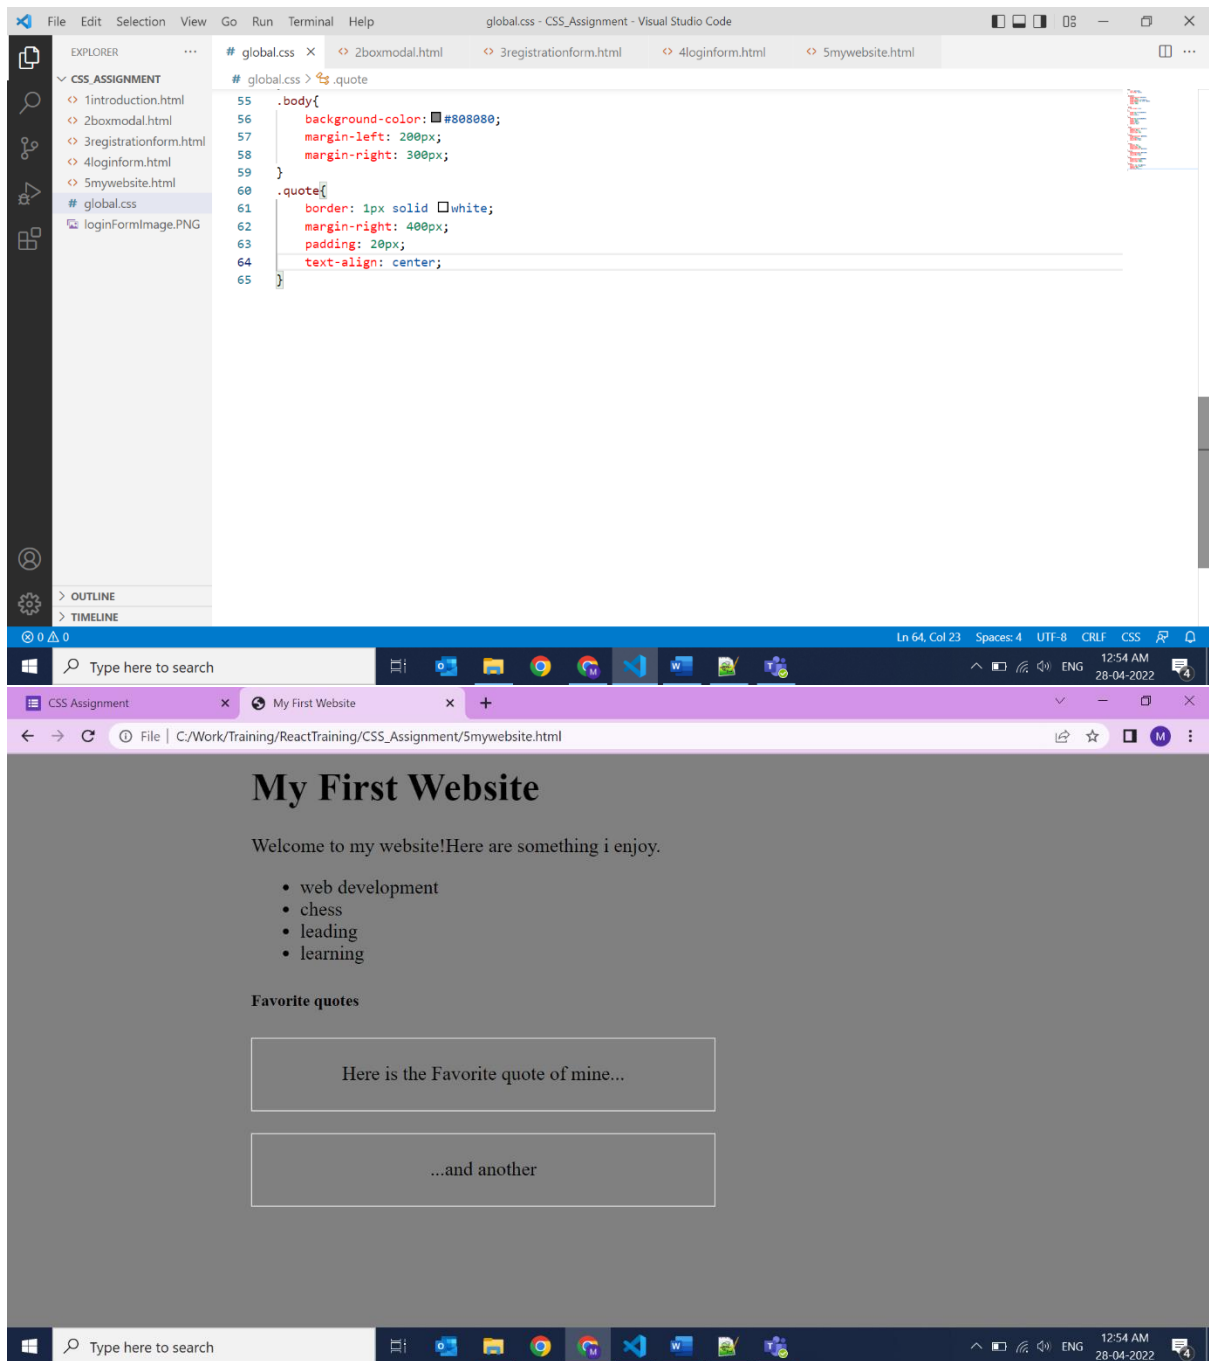 File Edit Selection View Go Run Terminal Help global.css - CSS_Assignment - Visual Studio Code
EXPLORER ... # global.css × <> 2boxmodal.html <> 3registrationform.html <> 4loginform.html <> 5mywebsite.html ...
CSS_ASSIGNMENT
<> 1introduction.html
<> 2boxmodal.html
<> 3registrationform.html
<> 4loginform.html
<> 5mywebsite.html
# global.css
loginFormImage.PNG
OUTLINE
TIMELINE
# global.css > .quote
55 .body{
56 background-color: #808080;
57 margin-left: 200px;
58 margin-right: 300px;
59 }
60 .quote{
61 border: 1px solid white;
62 margin-right: 400px;
63 padding: 20px;
64 text-align: center;
65 }
0 0 Ln 64, Col 23 Spaces: 4 UTF-8 CRLF CSS
Type here to search ENG 12:54 AM
28-04-2022 4
CSS Assignment × My First Website × +
File | C:/Work/Training/ReactTraining/CSS_Assignment/5mywebsite.html M
My First Website
Welcome to my website!Here are something i enjoy.
• web development
• chess
• leading
• learning
Favorite quotes
Here is the Favorite quote of mine...
...and another
Type here to search ENG 12:54 AM
28-04-2022 4